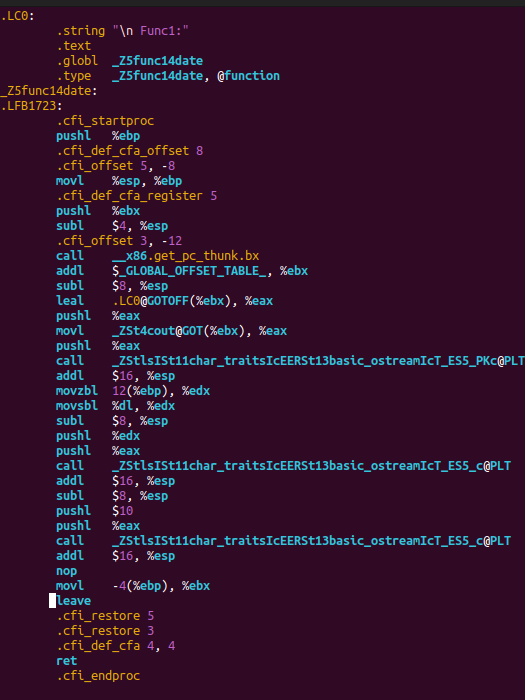 .LC0:
.string "\n Func1:"
.text
.globl _Z5func14date
.type _Z5func14date, @function
_Z5func14date:
.LFB1723:
.cfi_startproc
pushl %ebp
.cfi_def_cfa_offset 8
.cfi_offset 5, -8
movl %esp, %ebp
.cfi_def_cfa_register 5
pushl %ebx
subl $4, %esp
.cfi_offset 3, -12
call __x86.get_pc_thunk.bx
addl $_GLOBAL_OFFSET_TABLE_, %ebx
subl $8, %esp
leal .LC0@GOTOFF(%ebx), %eax
pushl %eax
movl _ZSt4cout@GOT(%ebx), %eax
pushl %eax
call _ZStlsISt11char_traitsIcEERSt13basic_ostreamIcT_ES5_PKc@PLT
addl $16, %esp
movzbl 12(%ebp), %edx
movsbl %dl, %edx
subl $8, %esp
pushl %edx
pushl %eax
call _ZStlsISt11char_traitsIcEERSt13basic_ostreamIcT_ES5_c@PLT
addl $16, %esp
subl $8, %esp
pushl $10
pushl %eax
call _ZStlsISt11char_traitsIcEERSt13basic_ostreamIcT_ES5_c@PLT
addl $16, %esp
nop
movl -4(%ebp), %ebx
leave
.cfi_restore 5
.cfi_restore 3
.cfi_def_cfa 4, 4
ret
.cfi_endproc